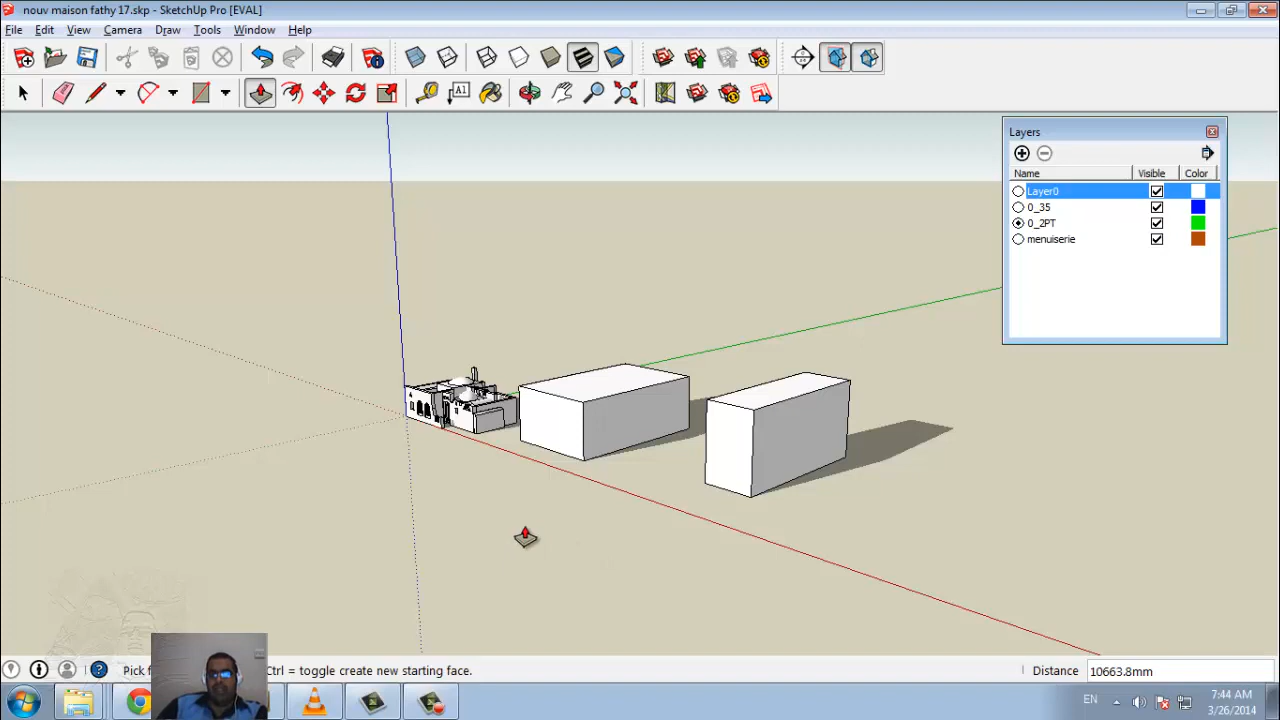 nouv maison fathy 17.skp - SketchUp Pro [EVAL]
File Edit View Camera Draw Tools Window Help
A1
Layers
Name Visible Color
Layer0
0_35
0_2PT
menuiserie
Pick f Ctrl = toggle create new starting face. Distance 10663.8mm
EN 7:44 AM
3/26/2014